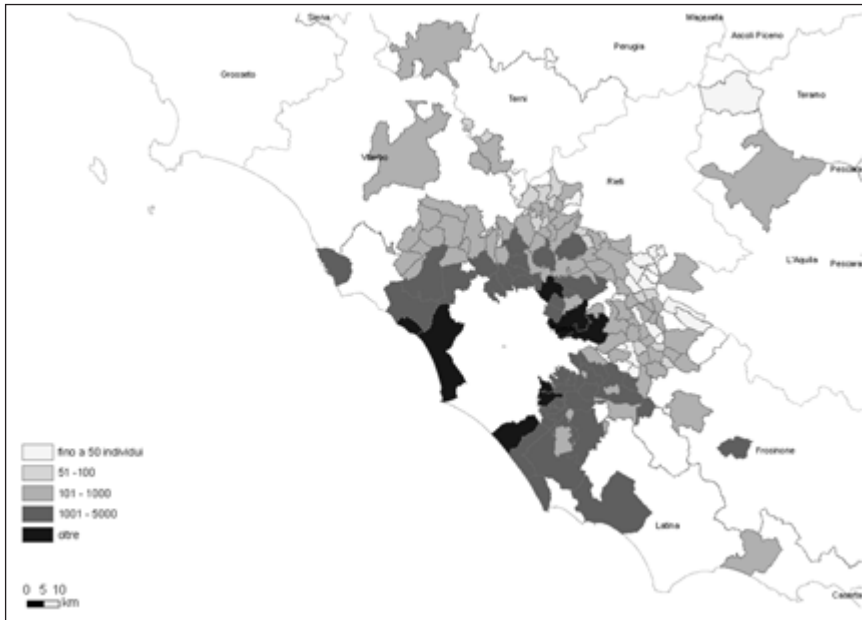 Siena
Macerata
Ascoli Piceno
Perugia
Grosseto
Teramo
Terni
Viterbo
Pescara
Rieti
L'Aquila
Pescara
fino a 50 individui
51 -100
101 - 1000
1001 - 5000
oltre
Frosinone
Latina
0 5 10
km
Caserta